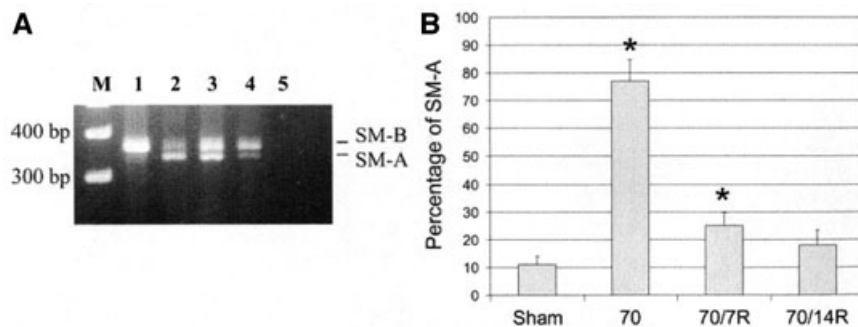 A
M 1 2 3 4 5
400 bp
300 bp
SM-B
SM-A
B
Percentage of SM-A
100
90
80
70
60
50
40
30
20
10
0
*
*
Sham 70 70/7R 70/14R